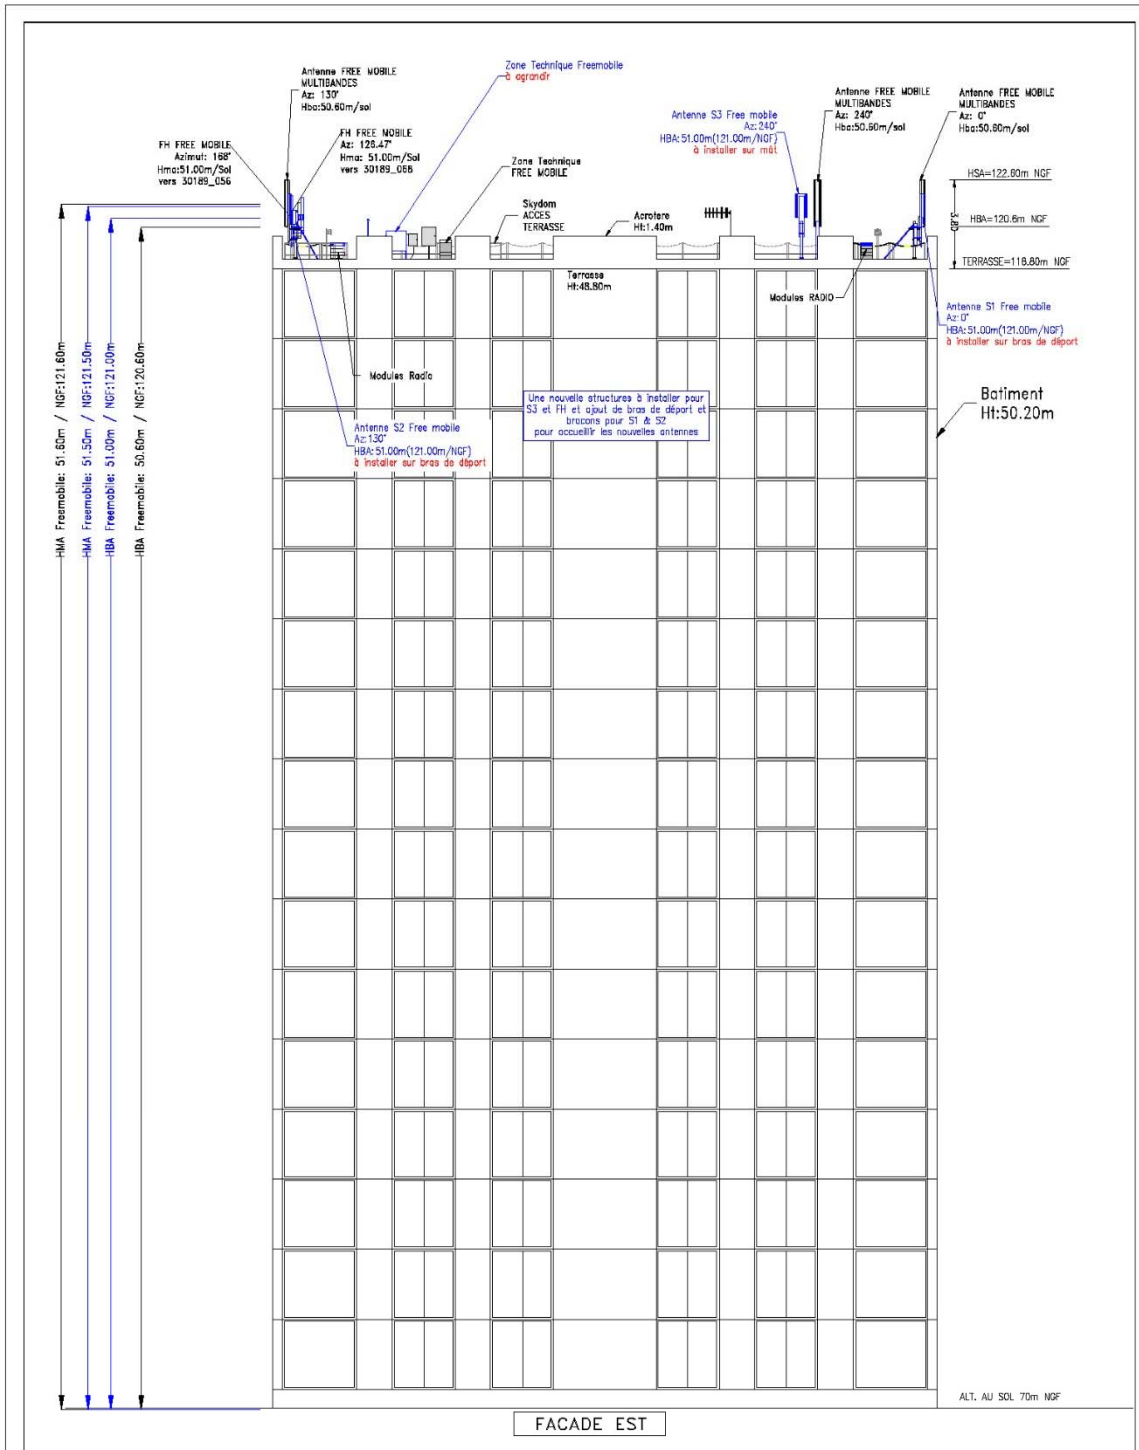 Antenne FREE MOBILE
MULTIBANDES
Az: 130°
Hba:50.60m/sol
FH FREE MOBILE
Azimut: 168°
Hma:51.00m/Sol
vers 30189_056
FH FREE MOBILE
Az: 126.47°
Hma: 51.00m/Sol
vers 30189_066
Zone Technique Freemobile
à agrandir
Zone Technique
FREE MOBILE
Skydom
ACCES
TERRASSE
Acrotere
Ht:1.40m
Antenne S3 Free mobile
Az:240°
HBA:51.00m(121.00m/NGF)
à installer sur mât
Antenne FREE MOBILE
MULTIBANDES
Az: 240°
Hba:50.60m/sol
Antenne FREE MOBILE
MULTIBANDES
Az: 0°
Hba:50.60m/sol
HSA=122.60m NGF
3.80
HBA=120.6m NGF
TERRASSE=118.80m NGF
Terrasse
Ht:48.80m
Modules RADIO
Antenne S1 Free mobile
Az:0°
HBA:51.00m(121.00m/NGF)
à installer sur bras de déport
Modules Radio
Une nouvelle structures à installer pour
S3 et FH et ajout de bras de déport et
bracons pour S1 & S2
pour accueillir les nouvelles antennes
Batiment
Ht:50.20m
Antenne S2 Free mobile
Az:130°
HBA:51.00m(121.00m/NGF)
à installer sur bras de déport
HMA Freemobile: 51.60m / NGF:121.60m
HMA Freemobile: 51.50m / NGF:121.50m
HBA Freemobile: 51.00m / NGF:121.00m
HBA Freemobile: 50.60m / NGF:120.60m
ALT. AU SOL 70m NGF
FACADE EST